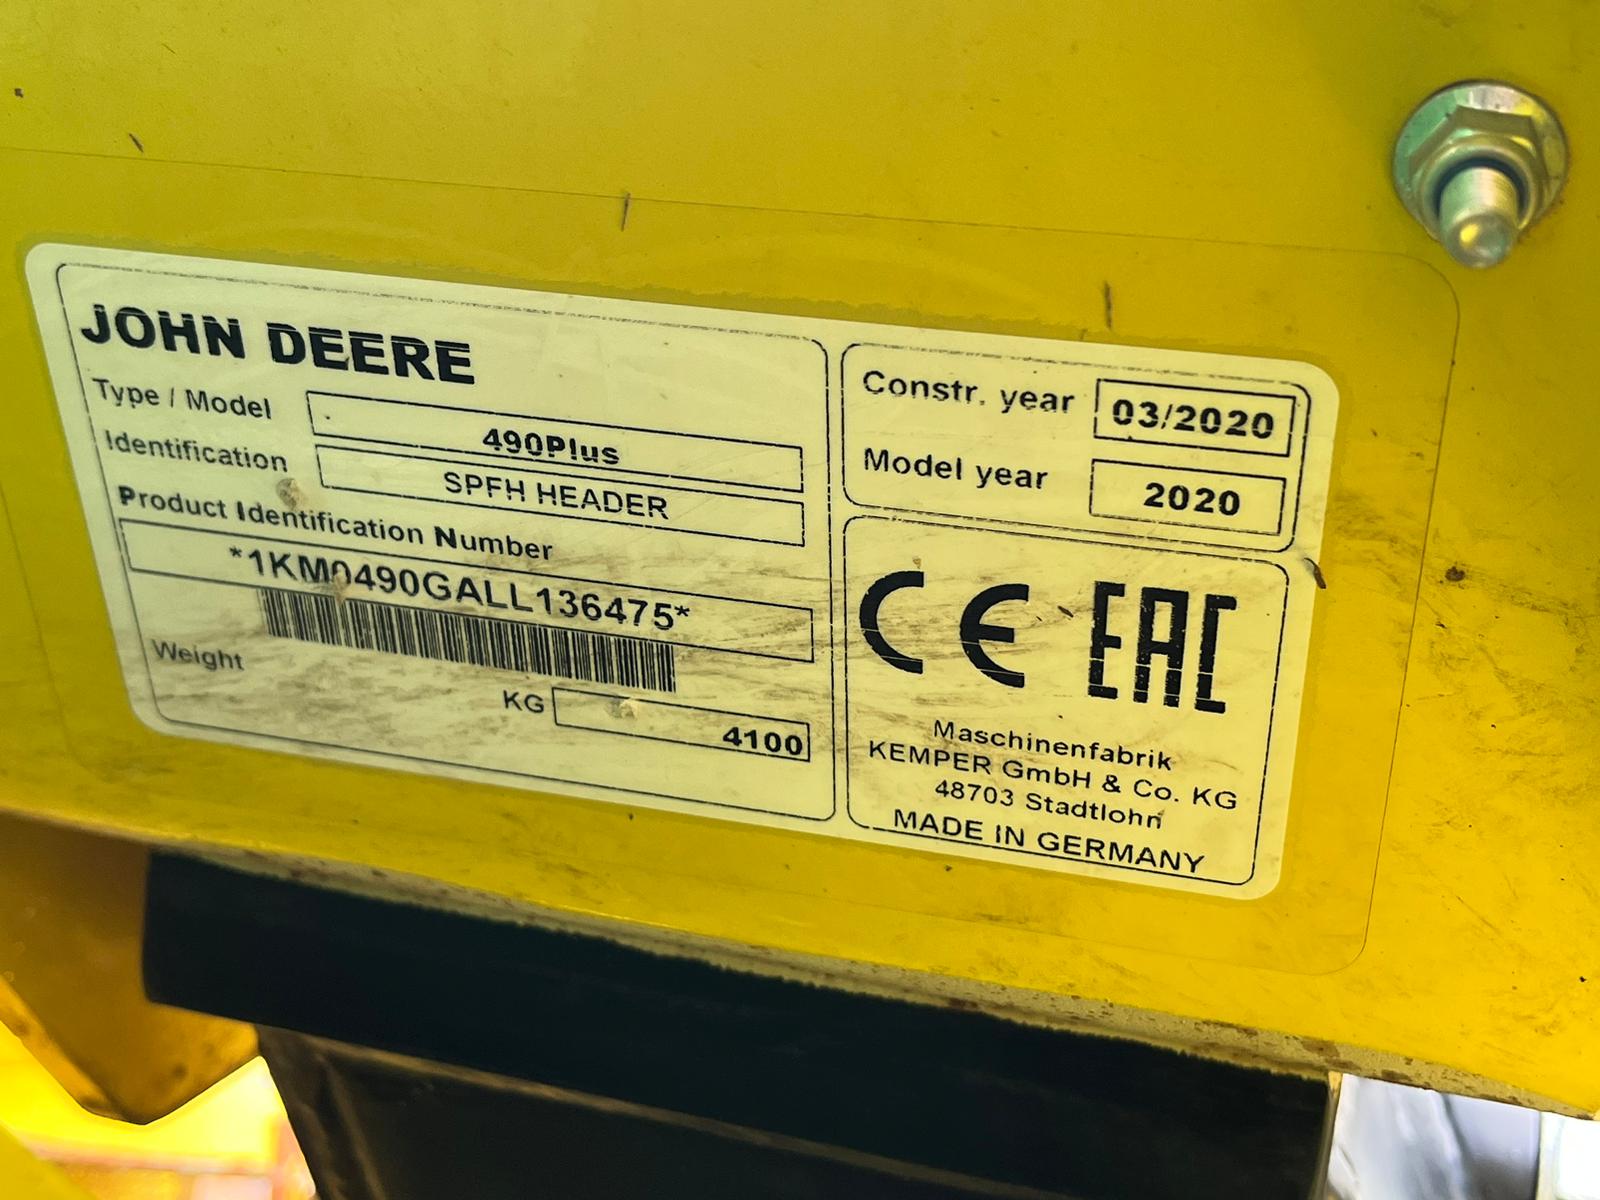 JOHN DEERE
Type / Model 490Plus
Identification SPFH HEADER
Product Identification Number
*1KM0490GALL136475*
Weight KG 4100
Constr. year 03/2020
Model year 2020
CE EAC
Maschinenfabrik
KEMPER GmbH & Co. KG
48703 Stadtlohn
MADE IN GERMANY